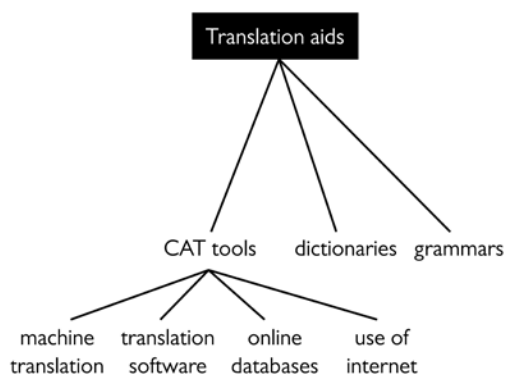 Translation aids
CAT tools dictionaries grammars
machine translation online use of
translation software databases internet